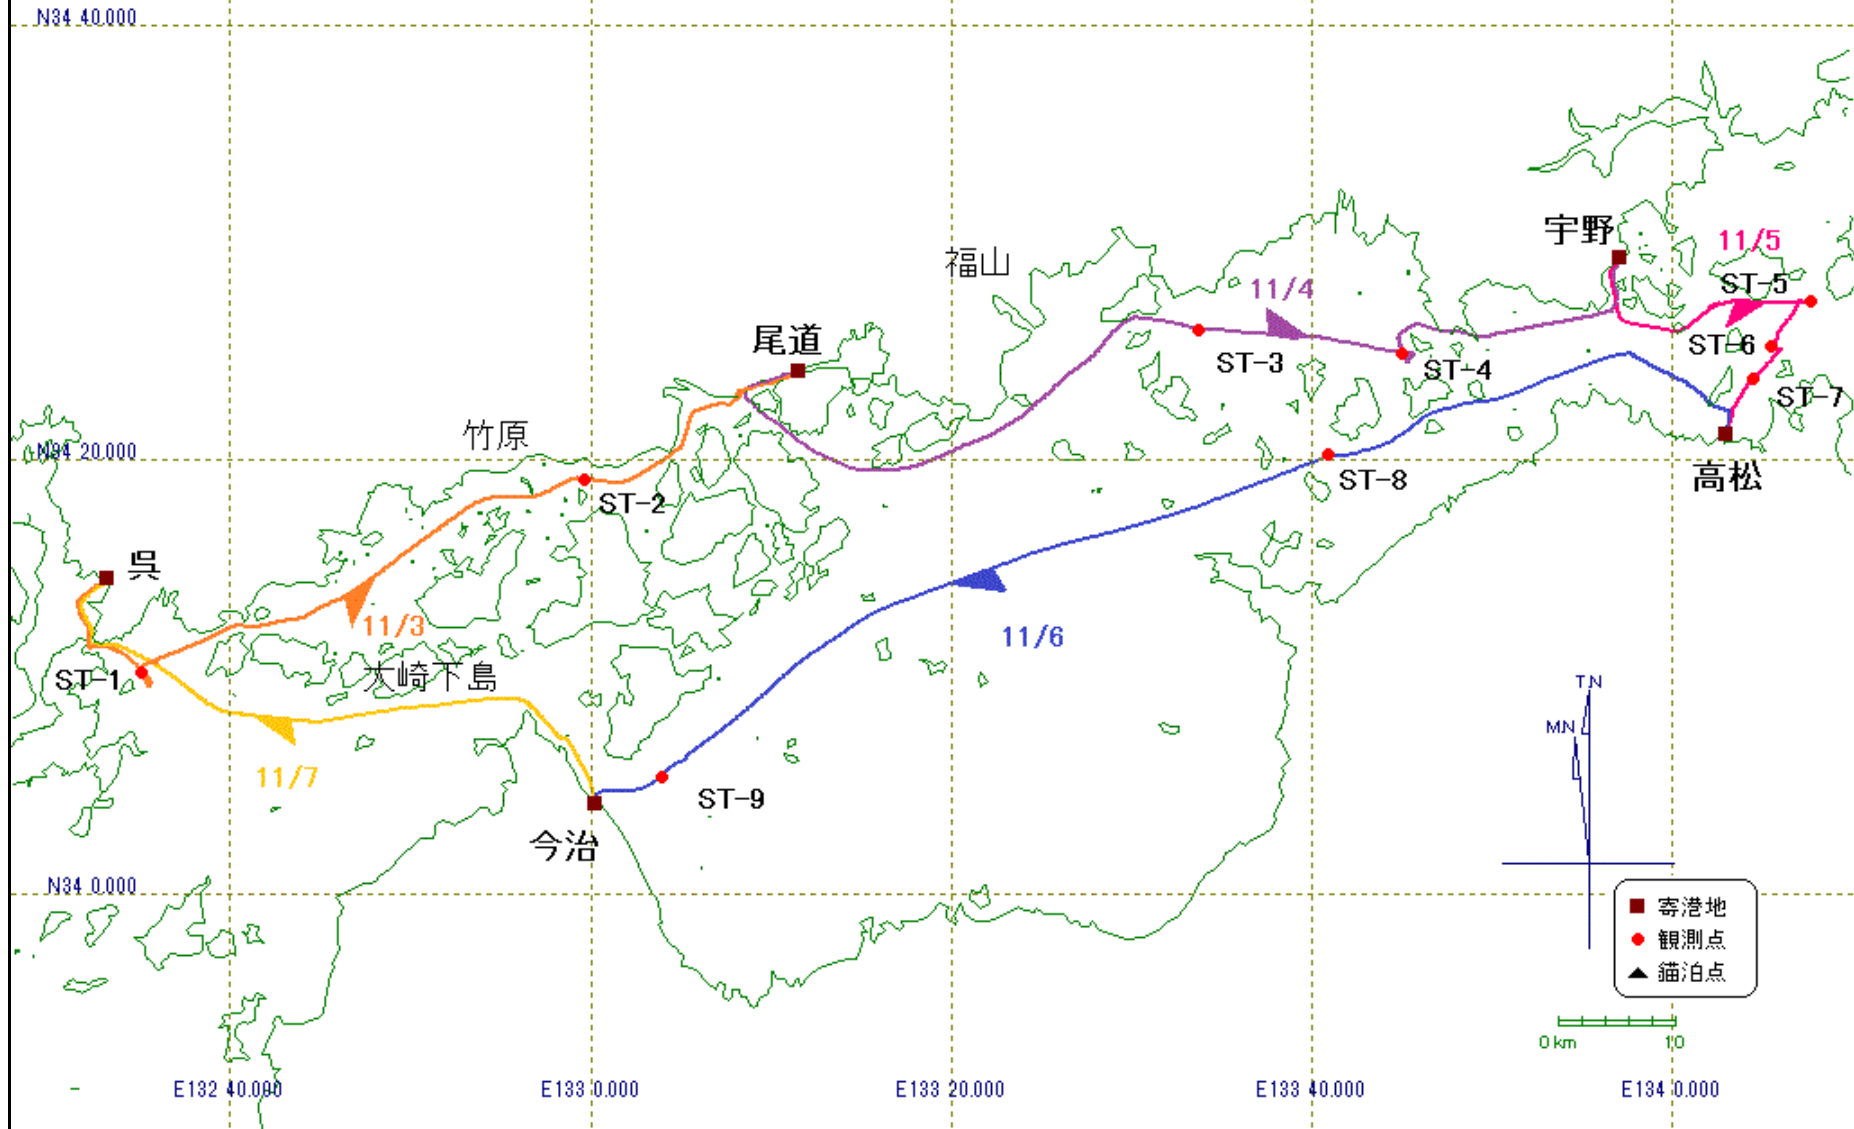 N34 40.000
宇野
11/5
福山
ST-5
11/4
尾道
ST-6
ST-3
ST-4
ST-7
竹原
N34 20.000
高松
ST-8
ST-2
呉
11/3
11/6
ST-1
大崎下島
T.N
M.N
11/7
ST-9
今治
N34 0.000
寄港地
観測点
錨泊点
0 km 10
E132 40.000 E133 0.000 E133 20.000 E133 40.000 E134 0.000